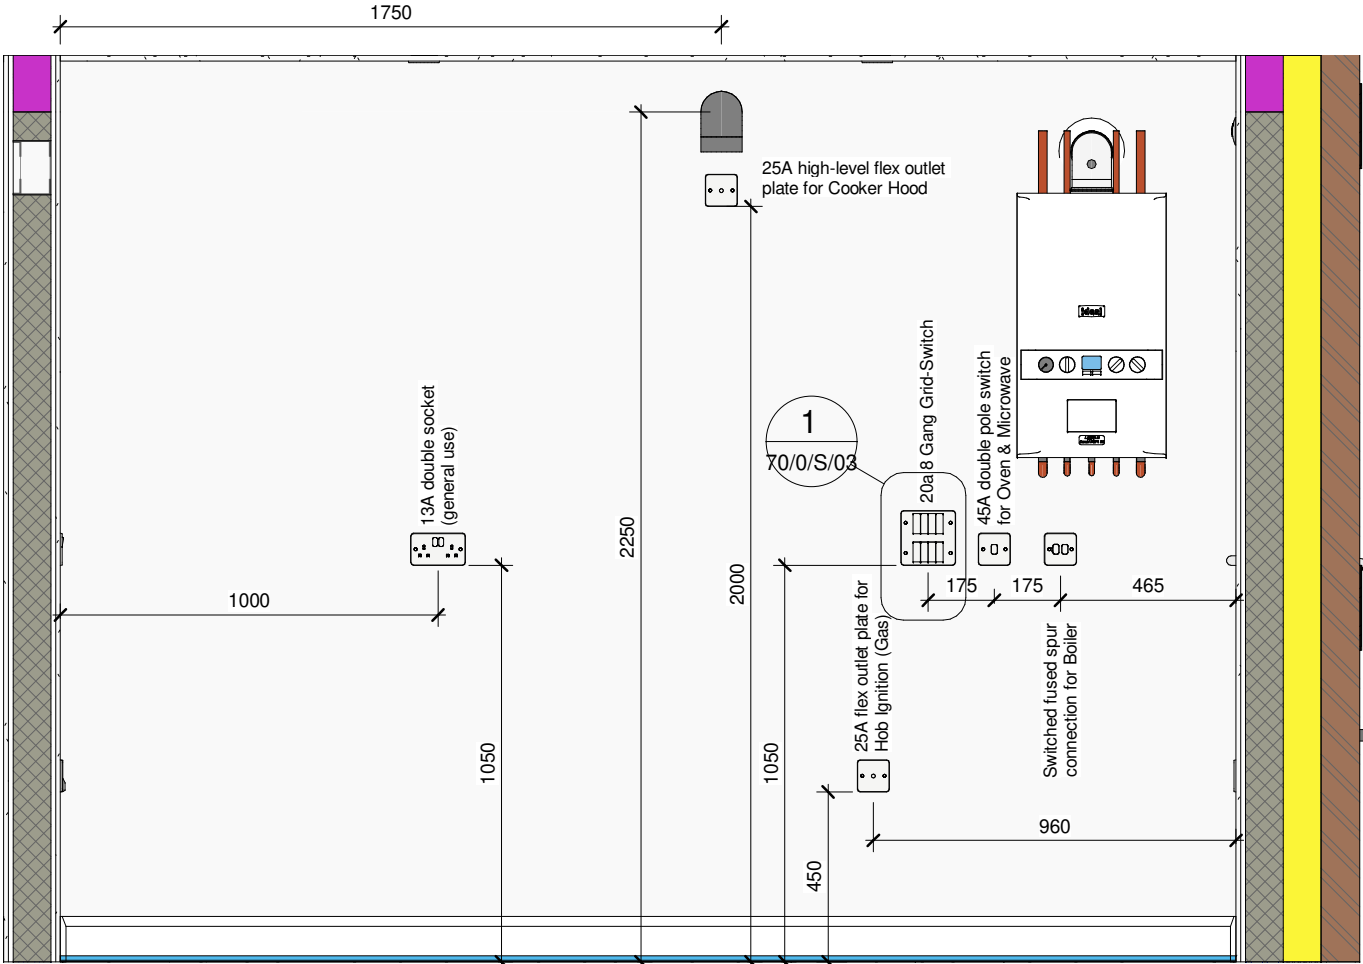 1750
25A high-level flex outlet
plate for Cooker Hood
ideal
20a 8 Gang Grid-Switch
45A double pole switch
for Oven & Microwave
13A double socket
(general use)
1
70/0/S/03
2250
2000
1000
175
175
465
25A flex outlet plate for
Hob Ignition (Gas)
Switched fused spur
connection for Boiler
1050
1050
960
450